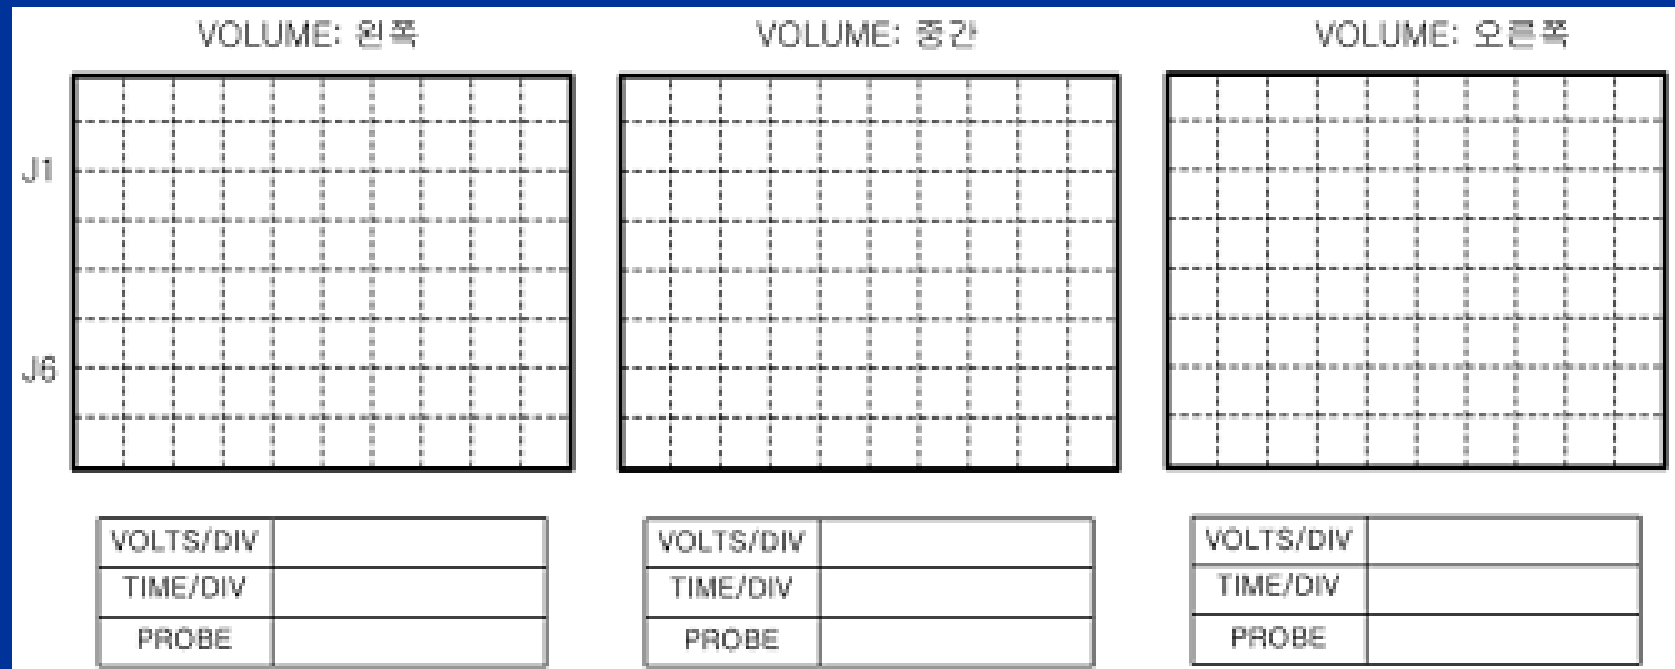 VOLUME: 왼쪽
VOLUME: 중간
VOLUME: 오른쪽
J1
J6
VOLTS/DIV
TIME/DIV
PROBE
VOLTS/DIV
TIME/DIV
PROBE
VOLTS/DIV
TIME/DIV
PROBE